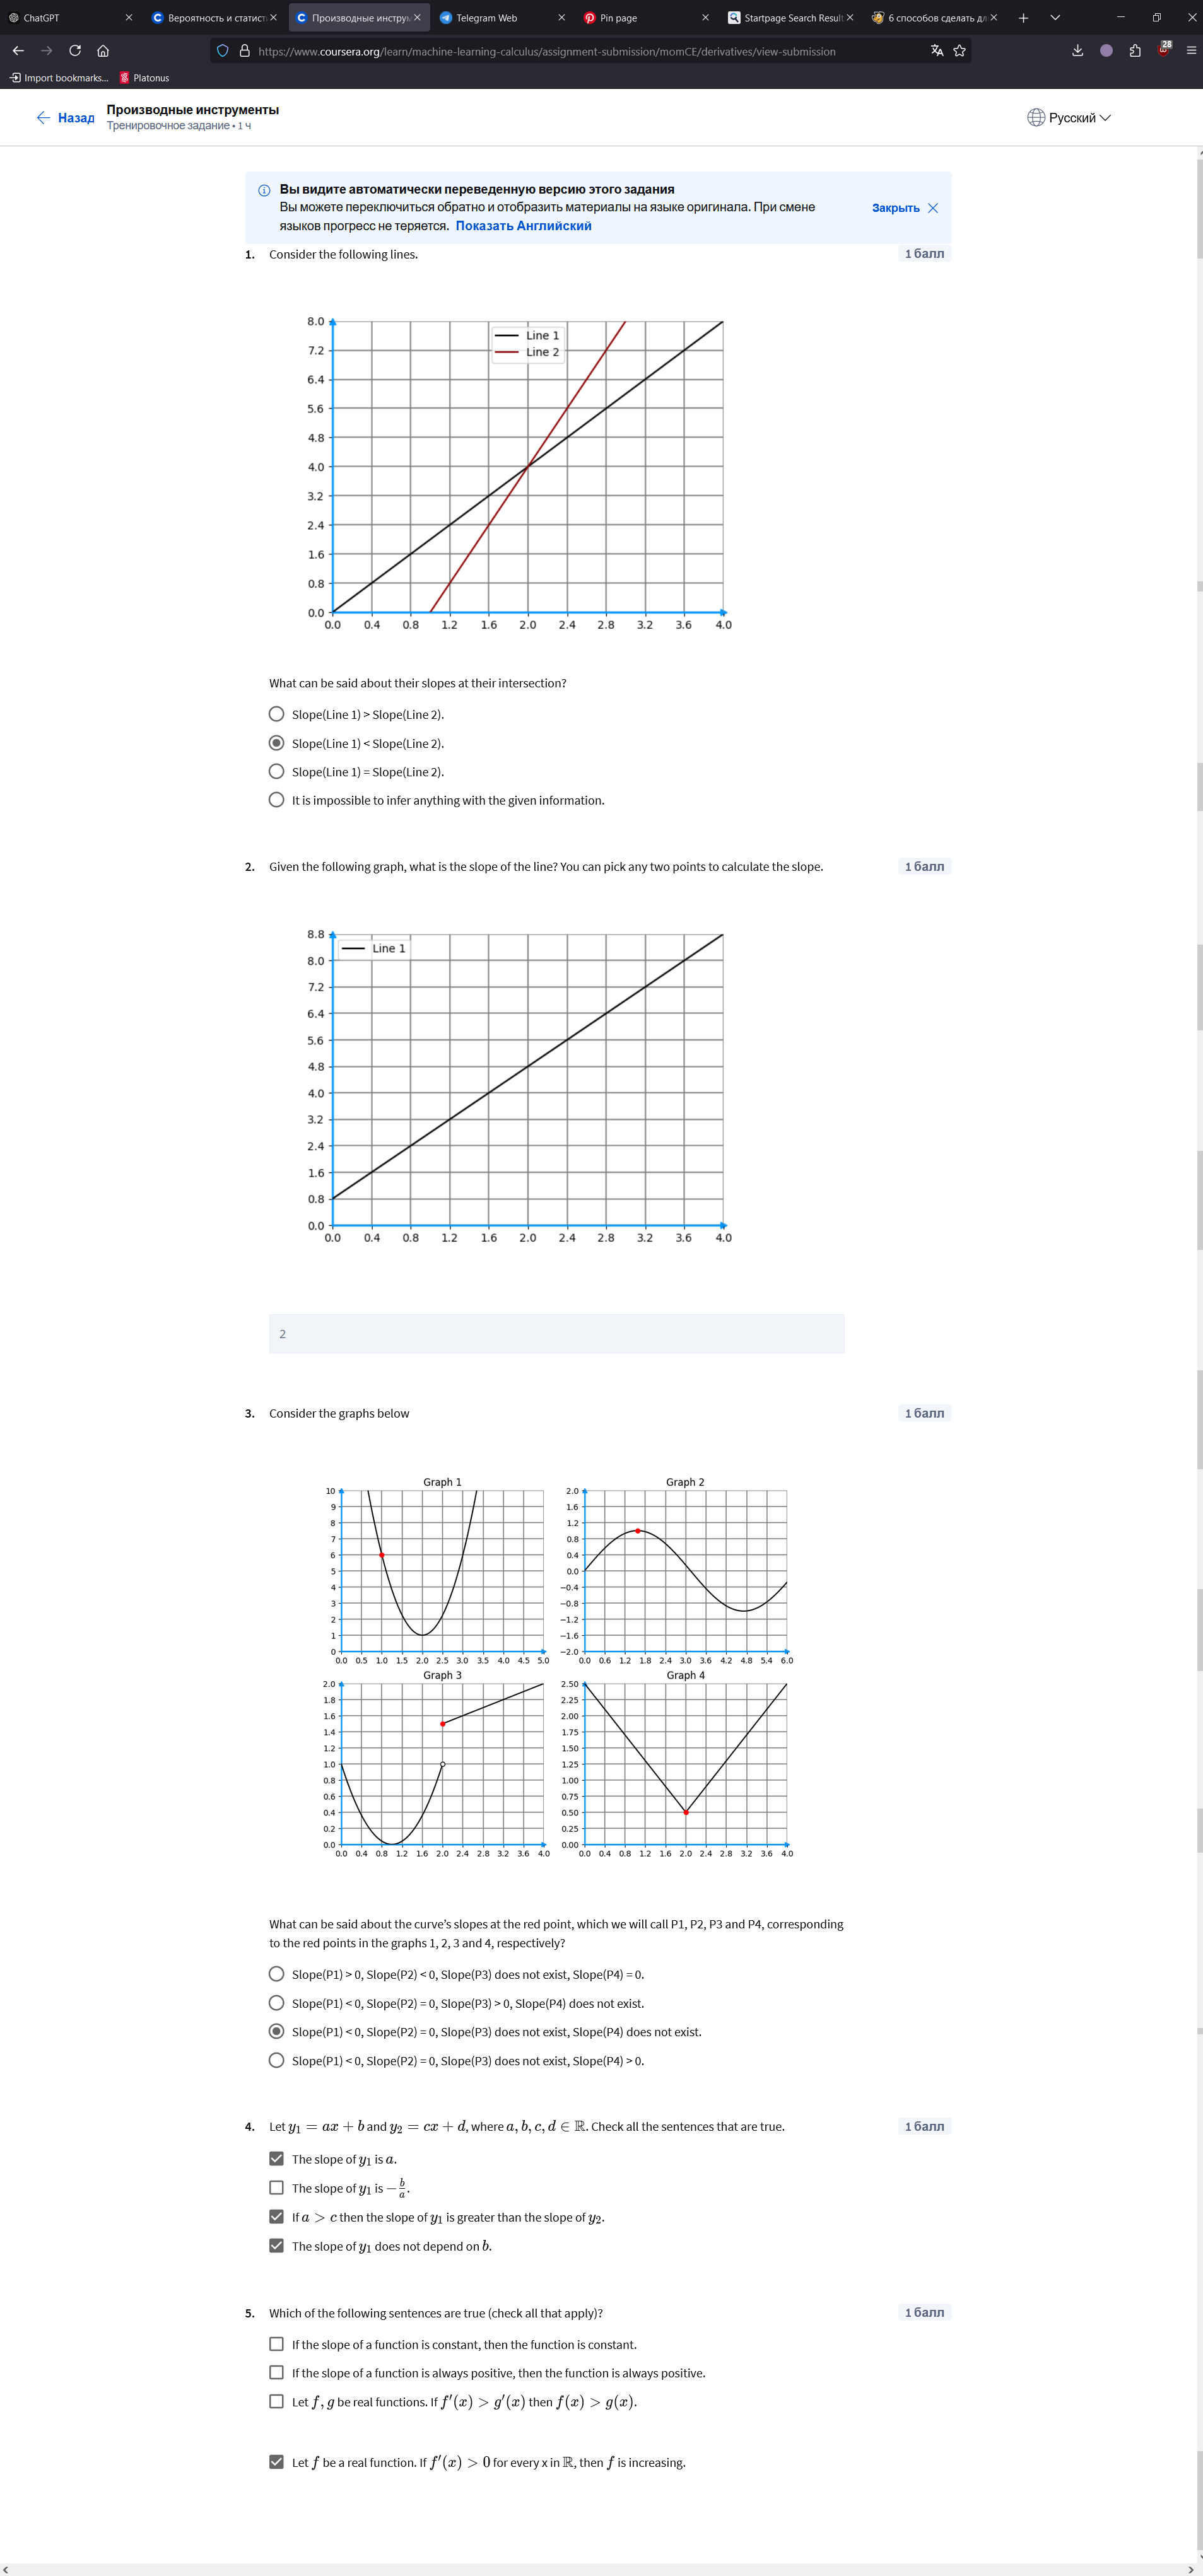 ChatGPT
Вероятность и статист
Производные инструм
Telegram Web
Pin page
Startpage Search Result
6 способов сделать дл
https://www.coursera.org/learn/machine-learning-calculus/assignment-submission/momCE/derivatives/view-submission
28
Import bookmarks...
Platonus
Назад
Производные инструменты
Тренировочное задание • 1 ч
Русский
Вы видите автоматически переведенную версию этого задания
Вы можете переключиться обратно и отобразить материалы на языке оригинала. При смене
языков прогресс не теряется. Показать Английский
Закрыть
1. Consider the following lines.
1 балл
8.0
7.2
6.4
5.6
4.8
4.0
3.2
2.4
1.6
0.8
0.0
Line 1
Line 2
0.0 0.4 0.8 1.2 1.6 2.0 2.4 2.8 3.2 3.6 4.0
What can be said about their slopes at their intersection?
Slope(Line 1) > Slope(Line 2).
Slope(Line 1) < Slope(Line 2).
Slope(Line 1) = Slope(Line 2).
It is impossible to infer anything with the given information.
2. Given the following graph, what is the slope of the line? You can pick any two points to calculate the slope.
1 балл
8.8
8.0
7.2
6.4
5.6
4.8
4.0
3.2
2.4
1.6
0.8
0.0
Line 1
0.0 0.4 0.8 1.2 1.6 2.0 2.4 2.8 3.2 3.6 4.0
2
3. Consider the graphs below
1 балл
Graph 1
10
9
8
7
6
5
4
3
2
1
0
0.0 0.5 1.0 1.5 2.0 2.5 3.0 3.5 4.0 4.5 5.0
Graph 2
2.0
1.6
1.2
0.8
0.4
0.0
−0.4
−0.8
−1.2
−1.6
−2.0
0.0 0.6 1.2 1.8 2.4 3.0 3.6 4.2 4.8 5.4 6.0
Graph 3
2.0
1.8
1.6
1.4
1.2
1.0
0.8
0.6
0.4
0.2
0.0
0.0 0.4 0.8 1.2 1.6 2.0 2.4 2.8 3.2 3.6 4.0
Graph 4
2.50
2.25
2.00
1.75
1.50
1.25
1.00
0.75
0.50
0.25
0.00
0.0 0.4 0.8 1.2 1.6 2.0 2.4 2.8 3.2 3.6 4.0
What can be said about the curve's slopes at the red point, which we will call P1, P2, P3 and P4, corresponding
to the red points in the graphs 1, 2, 3 and 4, respectively?
Slope(P1) > 0, Slope(P2) < 0, Slope(P3) does not exist, Slope(P4) = 0.
Slope(P1) < 0, Slope(P2) = 0, Slope(P3) > 0, Slope(P4) does not exist.
Slope(P1) < 0, Slope(P2) = 0, Slope(P3) does not exist, Slope(P4) does not exist.
Slope(P1) < 0, Slope(P2) = 0, Slope(P3) does not exist, Slope(P4) > 0.
4. Let y₁ = ax + b and y₂ = cx + d, where a, b, c, d ∈ ℝ. Check all the sentences that are true.
1 балл
The slope of y₁ is a.
The slope of y₁ is −b/a.
If a > c then the slope of y₁ is greater than the slope of y₂.
The slope of y₁ does not depend on b.
5. Which of the following sentences are true (check all that apply)?
1 балл
If the slope of a function is constant, then the function is constant.
If the slope of a function is always positive, then the function is always positive.
Let f, g be real functions. If f′(x) > g′(x) then f(x) > g(x).
Let f be a real function. If f′(x) > 0 for every x in ℝ, then f is increasing.